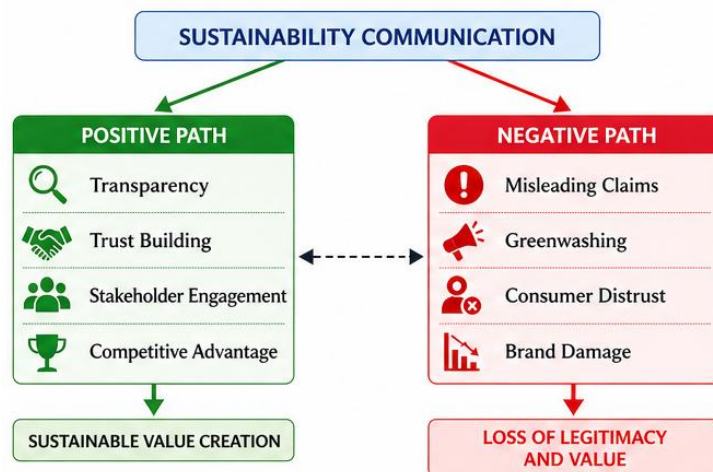 SUSTAINABILITY COMMUNICATION
POSITIVE PATH
Transparency
Trust Building
Stakeholder Engagement
Competitive Advantage
SUSTAINABLE VALUE CREATION
NEGATIVE PATH
Misleading Claims
Greenwashing
Consumer Distrust
Brand Damage
LOSS OF LEGITIMACY
AND VALUE